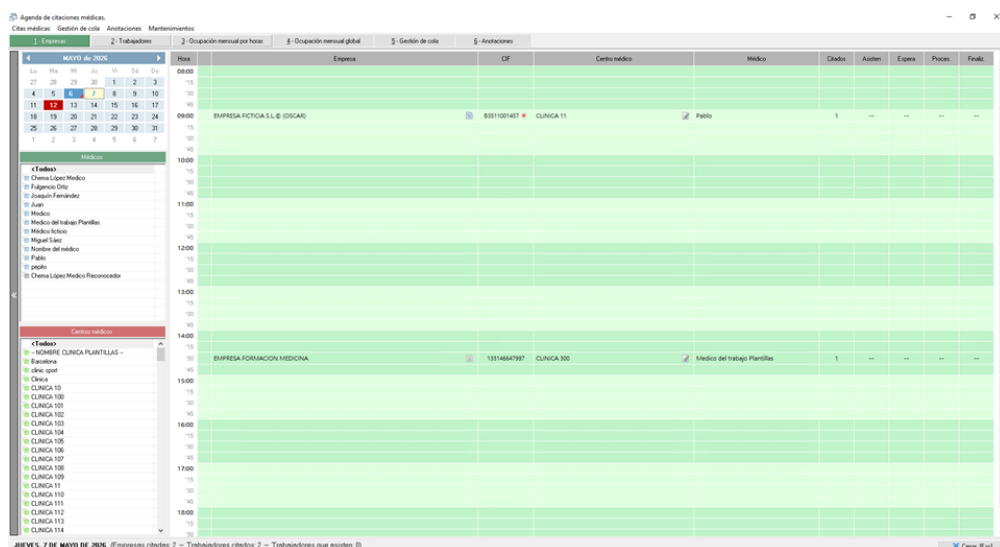 Agenda de citaciones médicas.
Citas médicas Gestión de cola Anotaciones Mantenimientos
1 - Empresas 2 - Trabajadores 3 - Ocupación mensual por horas 4 - Ocupación mensual global 5 - Gestión de cola 6 - Anotaciones
MAYO de 2026
Lu Ma Mi Ju Vi Sá Do
27 28 29 30 1 2 3
4 5 6 7 8 9 10
11 12 13 14 15 16 17
18 19 20 21 22 23 24
25 26 27 28 29 30 31
1 2 3 4 5 6 7
Médicos
<Todos>
Chema López Medico
Fulgencio Ortiz
Joaquín Fernández
Juan
Medico
Medico del trabajo Plantillas
Médico ficticio
Miguel Sáez
Nombre del médico
Pablo
pepito
Chema López Medico Reconocedor
Centros médicos
<Todos>
-- NOMBRE CLINICA PLANTILLAS --
Barcelona
clinic sport
Clínica
CLINICA 10
CLINICA 100
CLINICA 101
CLINICA 102
CLINICA 103
CLINICA 104
CLINICA 105
CLINICA 106
CLINICA 107
CLINICA 108
CLINICA 109
CLINICA 11
CLINICA 110
CLINICA 111
CLINICA 112
CLINICA 113
CLINICA 114
Hora Empresa CIF Centro médico Médico Citados Asisten Espera Proces. Finaliz.
08:00
'15
'30
'45
09:00 EMPRESA FICTICIA S.L.© (OSCAR) B3511001457 CLINICA 11 Pablo 1 -- -- -- --
'15
'30
'45
10:00
'15
'30
'45
11:00
'15
'30
'45
12:00
'15
'30
'45
13:00
'15
'30
'45
14:00
'15
'30 EMPRESA FORMACION MEDICINA 133146647997 CLINICA 300 Medico del trabajo Plantillas 1 -- -- -- --
'45
15:00
'15
'30
'45
16:00
'15
'30
'45
17:00
'15
'30
'45
18:00
'15
'30
JUEVES, 7 DE MAYO DE 2026 (Empresas citadas: 2 -- Trabajadores citados: 2 -- Trabajadores que asisten: 0)
Cerrar [Esc]